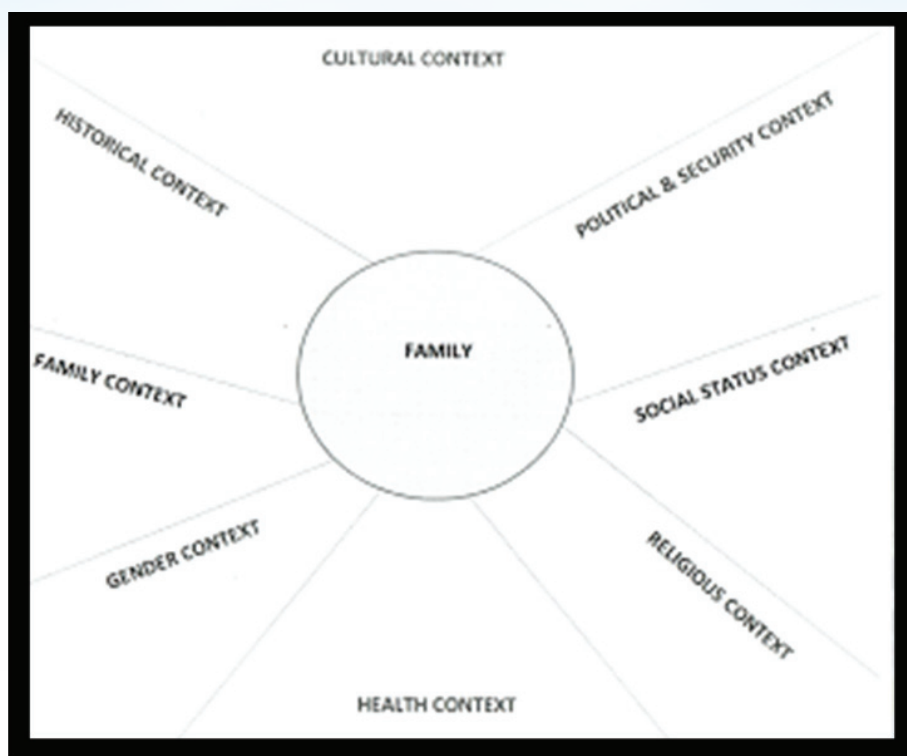 CULTURAL CONTEXT
HISTORICAL CONTEXT
POLITICAL & SECURITY CONTEXT
FAMILY
FAMILY CONTEXT
SOCIAL STATUS CONTEXT
GENDER CONTEXT
RELIGIOUS CONTEXT
HEALTH CONTEXT